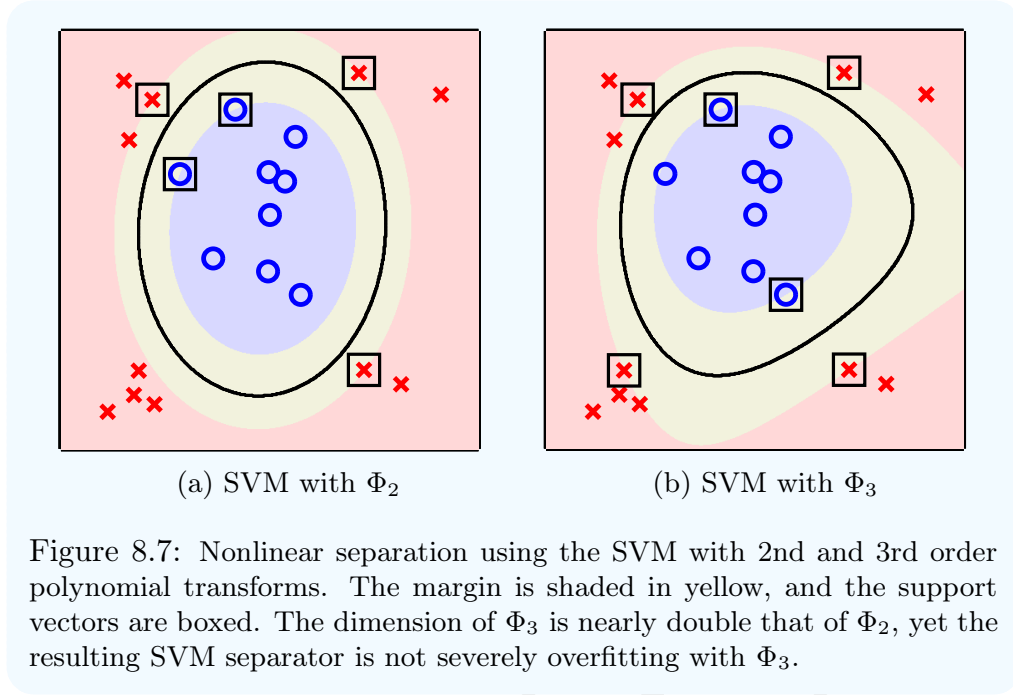 (a) SVM with Φ₂
(b) SVM with Φ₃
Figure 8.7: Nonlinear separation using the SVM with 2nd and 3rd order
polynomial transforms. The margin is shaded in yellow, and the support
vectors are boxed. The dimension of Φ₃ is nearly double that of Φ₂, yet the
resulting SVM separator is not severely overfitting with Φ₃.